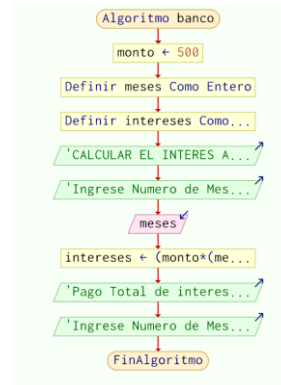 Algoritmo banco
monto ← 500
Definir meses Como Entero
Definir intereses Como...
'CALCULAR EL INTERES A...
'Ingrese Numero de Mes...
meses
intereses ← (monto*(me...
'Pago Total de interes...
'Ingrese Numero de Mes...
FinAlgoritmo